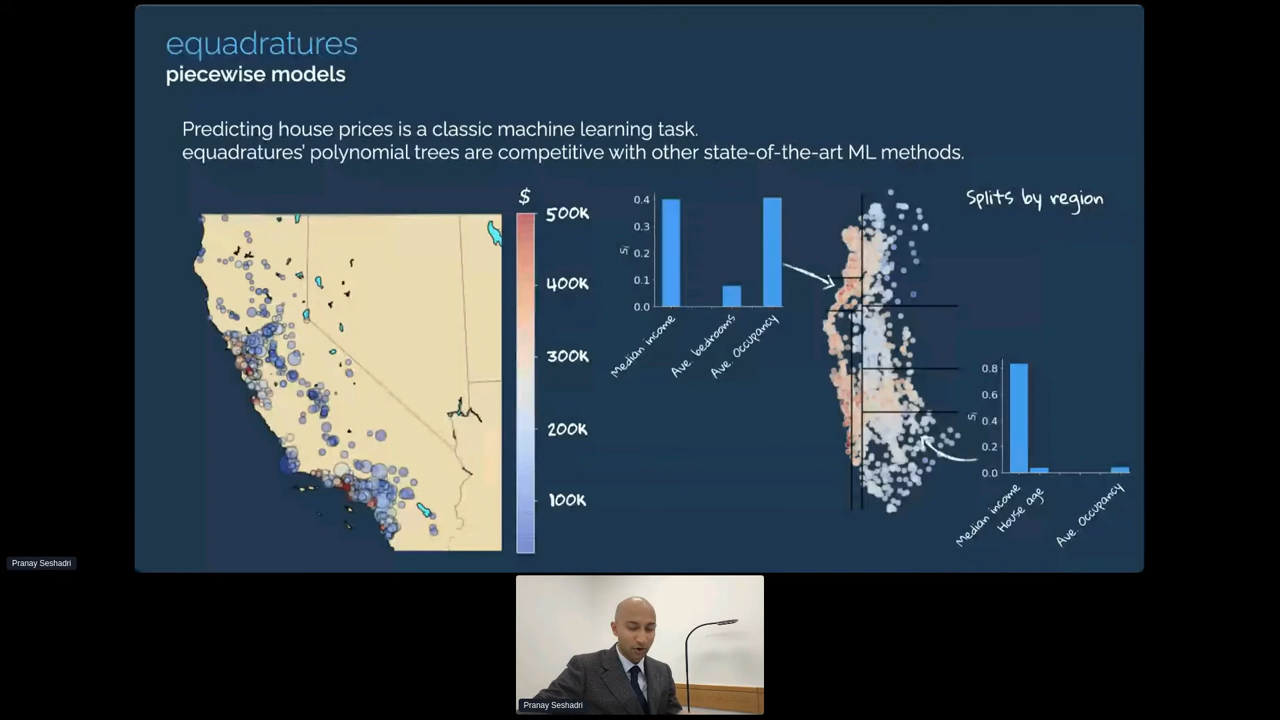 equadratures
piecewise models
Predicting house prices is a classic machine learning task.
equadratures’ polynomial trees are competitive with other state-of-the-art ML methods.
$
500K
400K
300K
200K
100K
0.4
0.3
0.2
0.1
0.0
Sᵢ
Median income
Ave. bedrooms
Ave. Occupancy
Splits by region
0.8
0.6
0.4
0.2
0.0
Sᵢ
Median income
House age
Ave. Occupancy
Pranay Seshadri
Pranay Seshadri